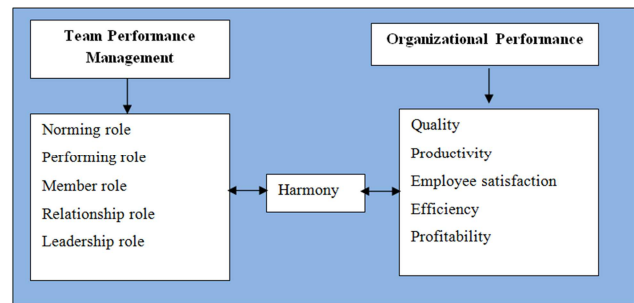 Team Performance
Management
Organizational Performance
Norming role
Performing role
Member role
Relationship role
Leadership role
Harmony
Quality
Productivity
Employee satisfaction
Efficiency
Profitability